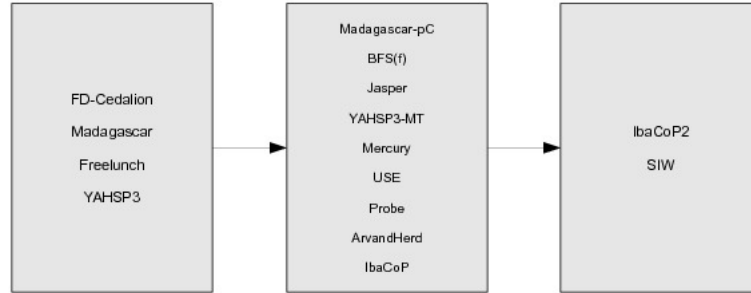 FD-Cedalion
Madagascar
Freelunch
YAHSP3
Madagascar-pC
BFS(f)
Jasper
YAHSP3-MT
Mercury
USE
Probe
ArvandHerd
IbaCoP
IbaCoP2
SIW